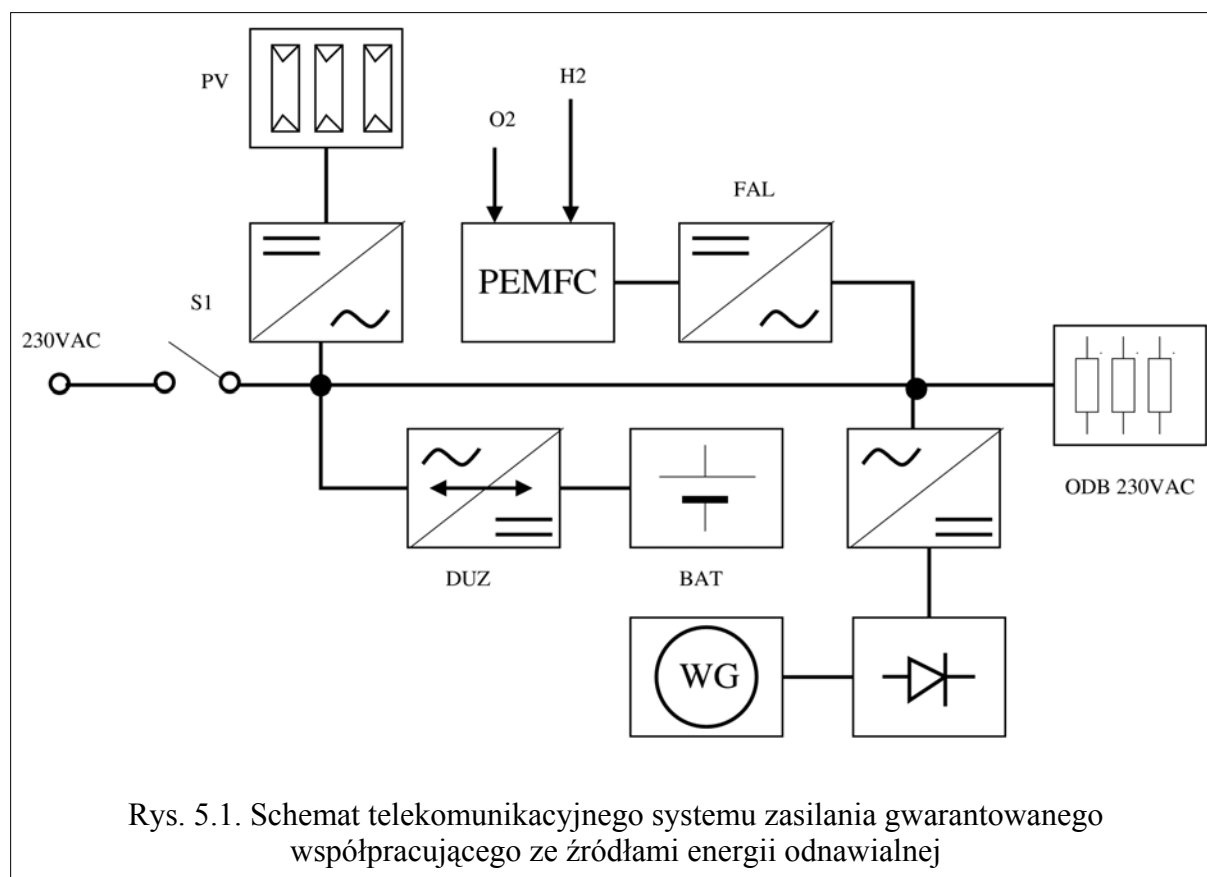 PV
H2
O2
FAL
PEMFC
S1
230VAC
ODB 230VAC
DUZ
BAT
WG
Rys. 5.1. Schemat telekomunikacyjnego systemu zasilania gwarantowanego
współpracującego ze źródłami energii odnawialnej